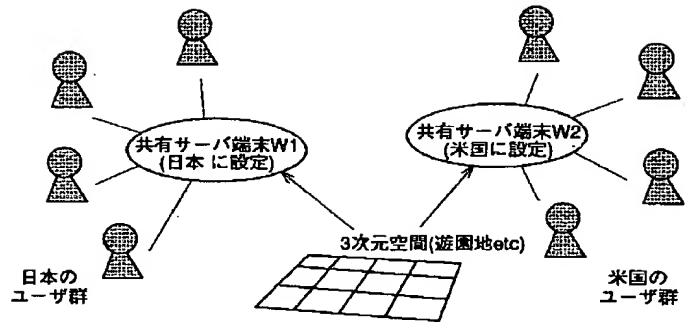 共有サーバ端末W1
(日本 に設定)
共有サーバ端末W2
(米国に設定)
3次元空間(遊園地etc)
日本の
ユーザ群
米国の
ユーザ群